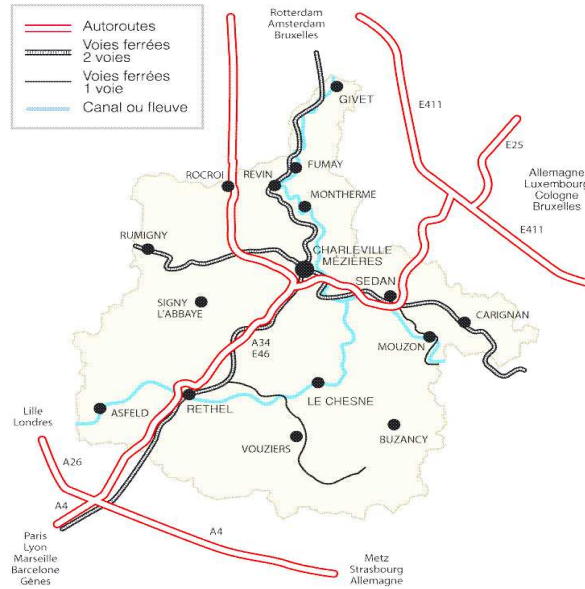 Autoroutes
Voies ferrées
2 voies
Voies ferrées
1 voie
Canal ou fleuve
Rotterdam
Amsterdam
Bruxelles
GIVET
E411
E25
FUMAY
Allemagne
Luxembourg
Cologne
Bruxelles
ROCROI
REVIN
MONTHERME
E411
RUMIGNY
CHARLEVILLE
MÉZIÈRES
SEDAN
SIGNY
L'ABBAYE
CARIGNAN
A34
E46
MOUZON
LE CHESNE
RETHEL
ASFELD
Lille
Londres
BUZANCY
VOUZIERS
A26
A4
A4
Paris
Lyon
Marseille
Barcelone
Gènes
Metz
Strasbourg
Allemagne